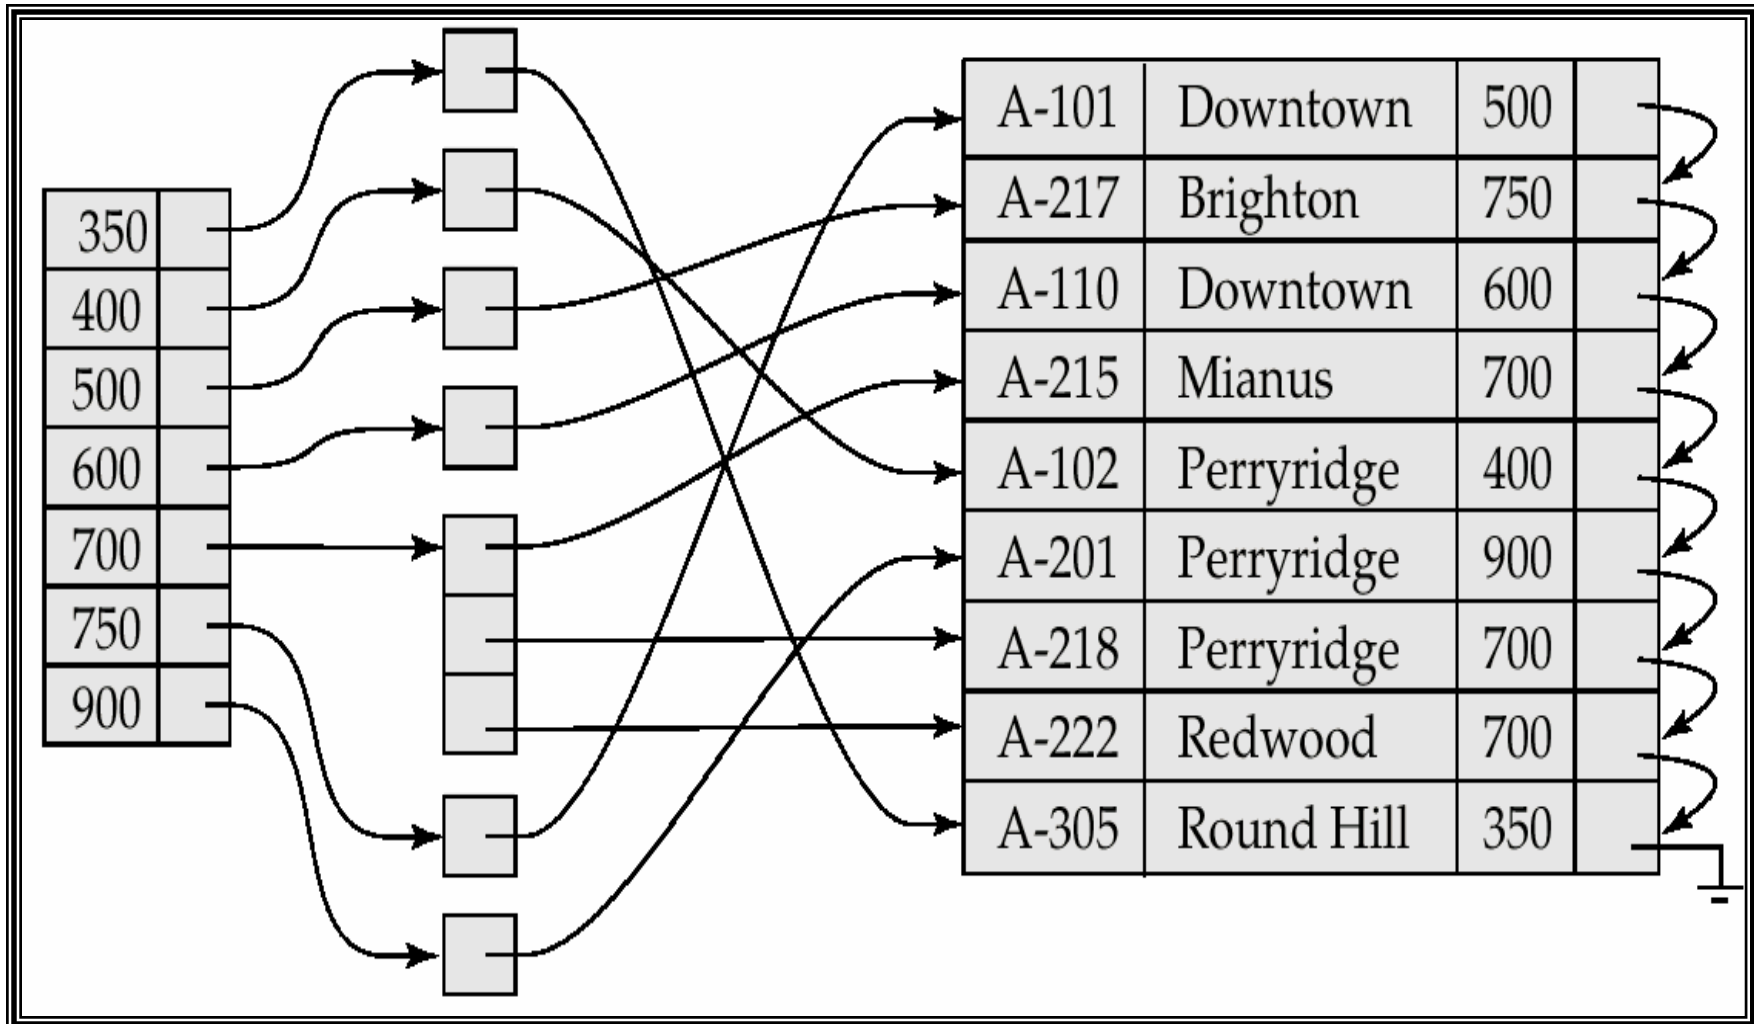 350
400
500
600
700
750
900
A-101 Downtown 500
A-217 Brighton 750
A-110 Downtown 600
A-215 Mianus 700
A-102 Perryridge 400
A-201 Perryridge 900
A-218 Perryridge 700
A-222 Redwood 700
A-305 Round Hill 350